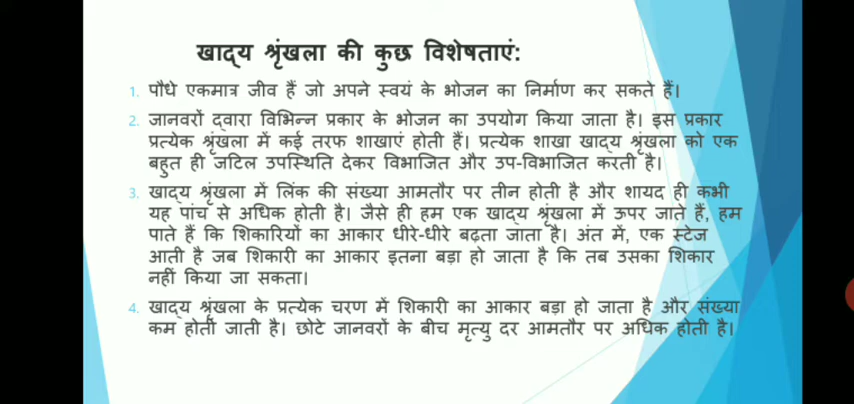 खाद्य श्रृंखला की कुछ विशेषताएं:
1. पौधे एकमात्र जीव हैं जो अपने स्वयं के भोजन का निर्माण कर सकते हैं।
2. जानवरों द्वारा विभिन्न प्रकार के भोजन का उपयोग किया जाता है। इस प्रकार
प्रत्येक श्रृंखला में कई तरफ शाखाएं होती हैं। प्रत्येक शाखा खाद्य श्रृंखला को एक
बहुत ही जटिल उपस्थिति देकर विभाजित और उप-विभाजित करती है।
3. खाद्य श्रृंखला में लिंक की संख्या आमतौर पर तीन होती है और शायद ही कभी
यह पांच से अधिक होती है। जैसे ही हम एक खाद्य श्रृंखला में ऊपर जाते हैं, हम
पाते हैं कि शिकारियों का आकार धीरे-धीरे बढ़ता जाता है। अंत में, एक स्टेज
आती है जब शिकारी का आकार इतना बड़ा हो जाता है कि तब उसका शिकार
नहीं किया जा सकता।
4. खाद्य श्रृंखला के प्रत्येक चरण में शिकारी का आकार बड़ा हो जाता है और संख्या
कम होती जाती है। छोटे जानवरों के बीच मृत्यु दर आमतौर पर अधिक होती है।